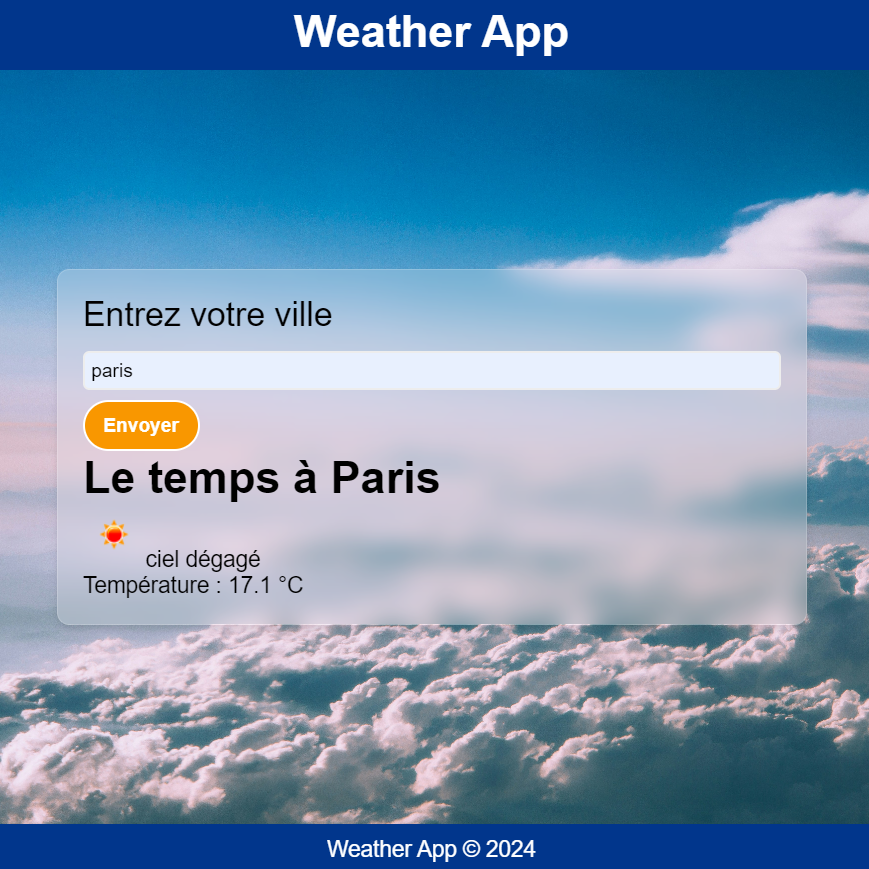 Weather App
Entrez votre ville
paris
Envoyer
Le temps à Paris
ciel dégagé
Température : 17.1 °C
Weather App © 2024